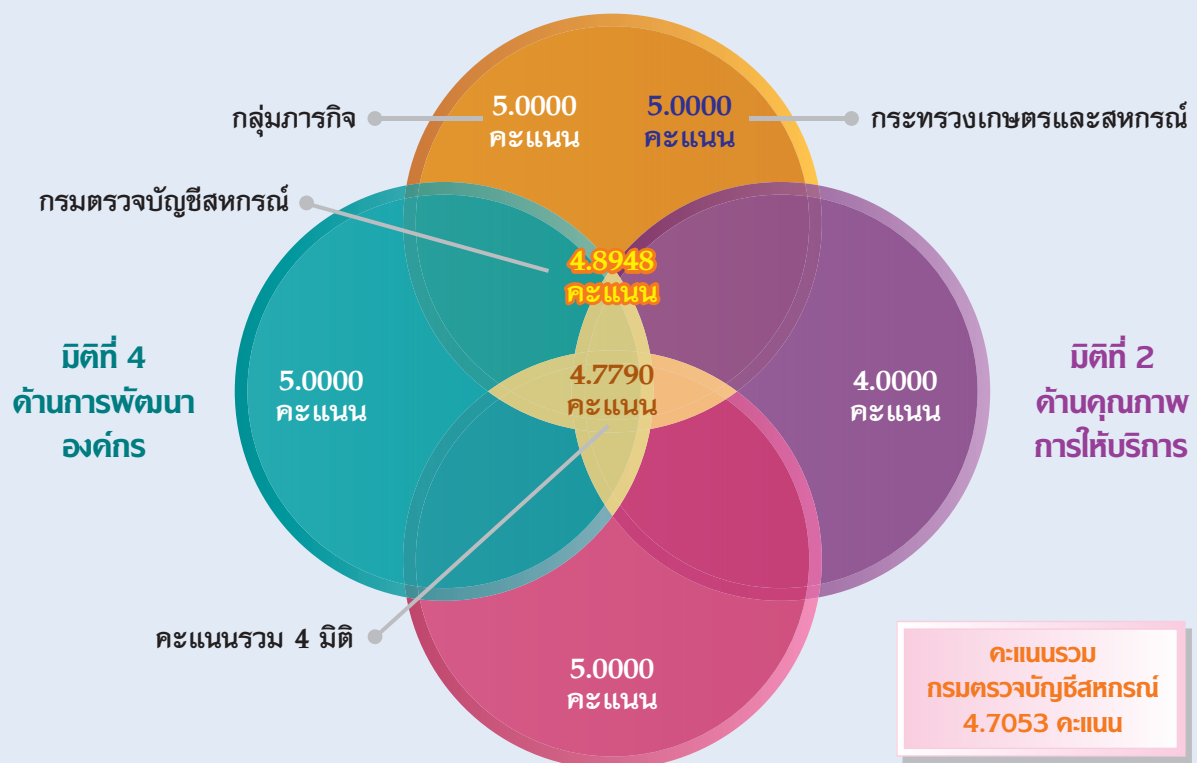 5.0000
คะแนน
5.0000
คะแนน
กลุ่มภารกิจ
กระทรวงเกษตรและสหกรณ์
กรมตรวจบัญชีสหกรณ์
4.8948
คะแนน
มิติที่ 4
ด้านการพัฒนา
องค์กร
5.0000
คะแนน
4.7790
คะแนน
4.0000
คะแนน
มิติที่ 2
ด้านคุณภาพ
การให้บริการ
คะแนนรวม 4 มิติ
5.0000
คะแนน
คะแนนรวม
กรมตรวจบัญชีสหกรณ์
4.7053 คะแนน